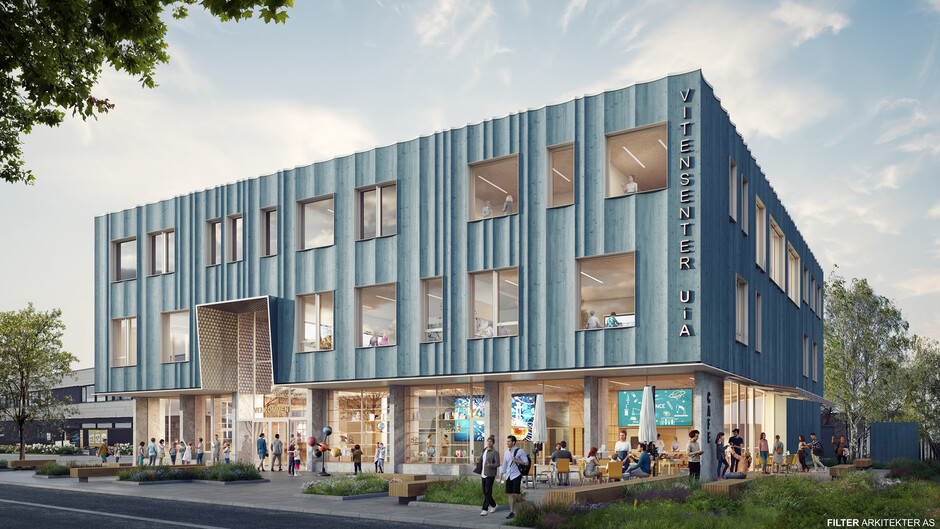 VITENSENTER UiA
CAFE
FILTER ARKITEKTER AS